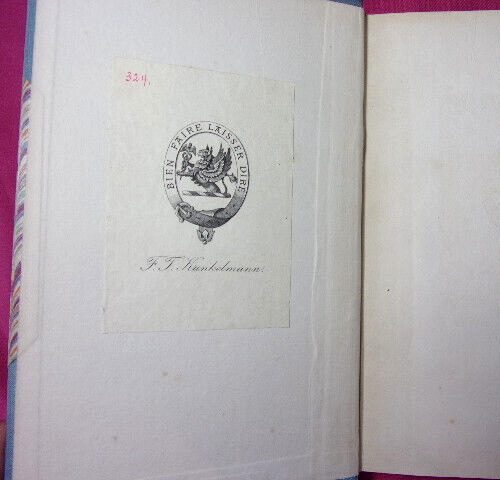 324.
BIEN FAIRE LAISSER DIRE
F. T. Kunkelmann.